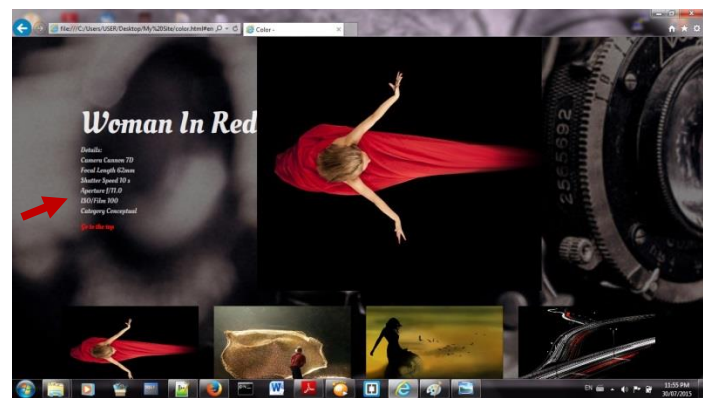 file:///C:/Users/USER/Desktop/My%20Site/color.html#en
Color -
Woman In Red
Details:
Camera Cannon 7D
Focal Length 62mm
Shutter Speed 10 s
Aperture f/11.0
ISO/Film 100
Category Conceptual
Go to the top
2565692
EN
11:55 PM
30/07/2015